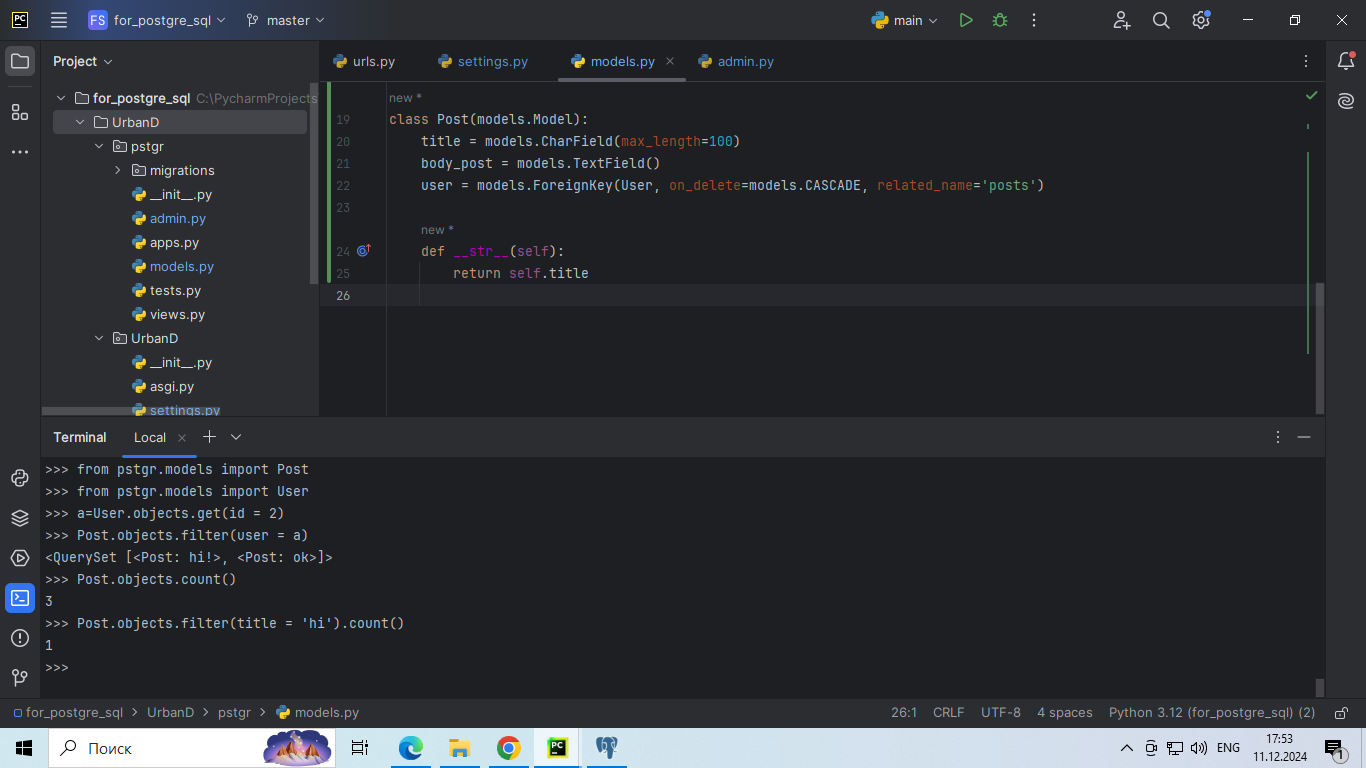 PC
FS for_postgre_sql
master
main
Project
urls.py
settings.py
models.py
admin.py
for_postgre_sql C:\PycharmProjects
UrbanD
pstgr
migrations
__init__.py
admin.py
apps.py
models.py
tests.py
views.py
UrbanD
__init__.py
asgi.py
settings.py
new *
19 class Post(models.Model):
20 title = models.CharField(max_length=100)
21 body_post = models.TextField()
22 user = models.ForeignKey(User, on_delete=models.CASCADE, related_name='posts')
23
new *
24 def __str__(self):
25 return self.title
26
Terminal
Local
>>> from pstgr.models import Post
>>> from pstgr.models import User
>>> a=User.objects.get(id = 2)
>>> Post.objects.filter(user = a)
<QuerySet [<Post: hi!>, <Post: ok>]>
>>> Post.objects.count()
3
>>> Post.objects.filter(title = 'hi').count()
1
>>>
for_postgre_sql > UrbanD > pstgr > models.py
26:1 CRLF UTF-8 4 spaces Python 3.12 (for_postgre_sql) (2)
Поиск
PC
ENG
17:53
11.12.2024
1